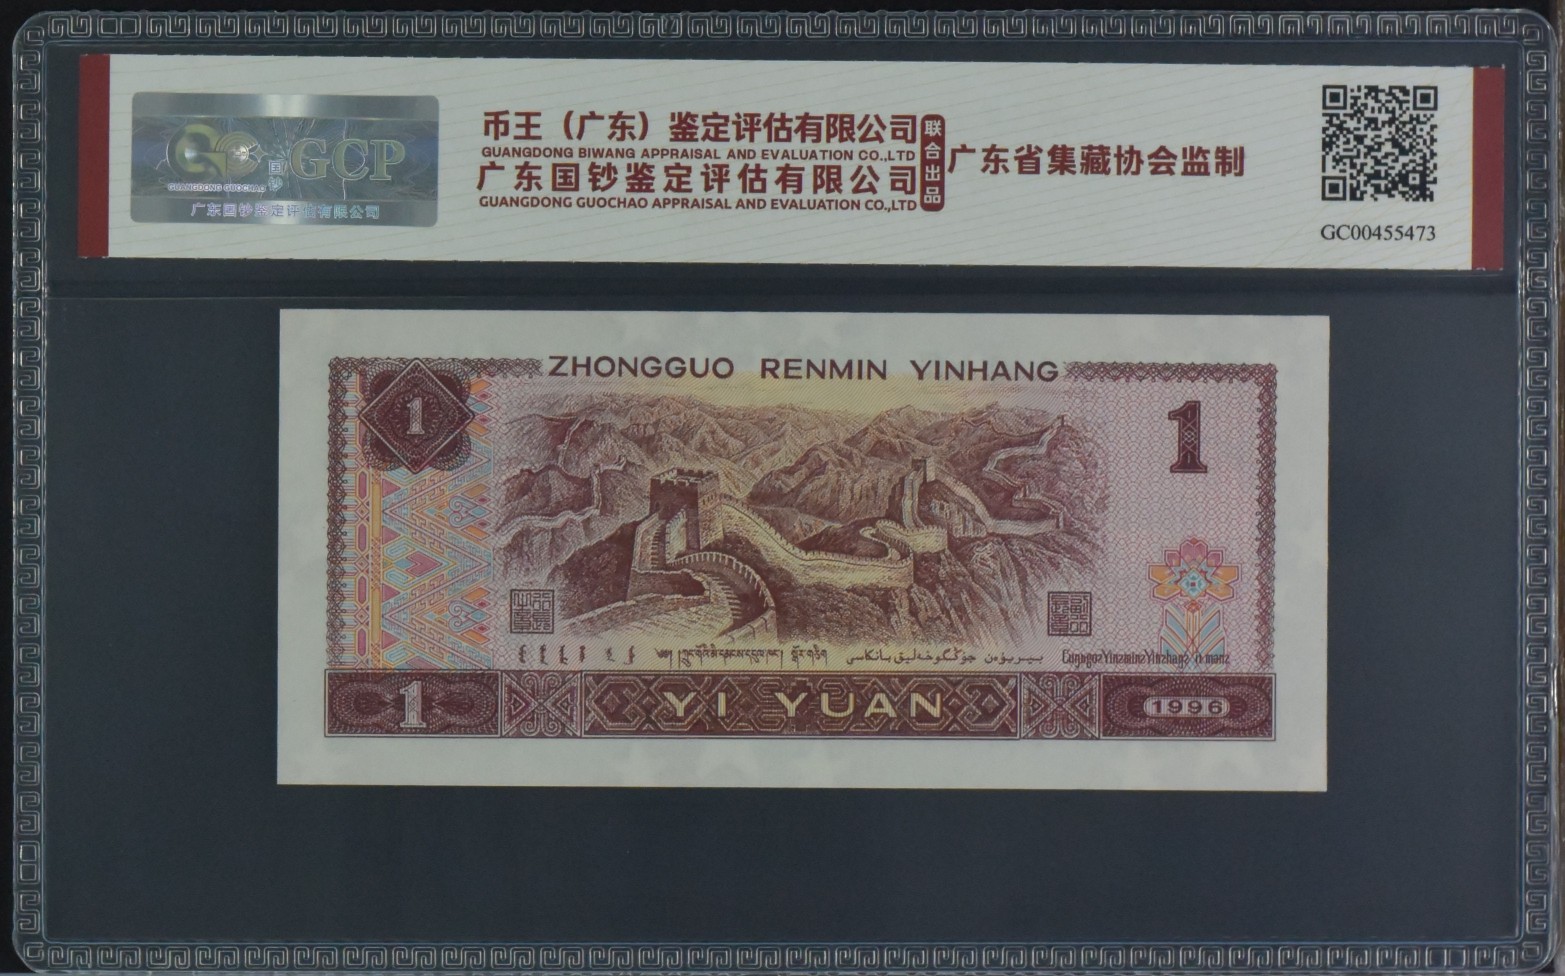 GCP
国钞
GUANGDONG GUOCHAO
广东国钞鉴定评估有限公司
币王（广东）鉴定评估有限公司
GUANGDONG BIWANG APPRAISAL AND EVALUATION CO.,LTD
广东国钞鉴定评估有限公司
GUANGDONG GUOCHAO APPRAISAL AND EVALUATION CO.,LTD
联合出品
广东省集藏协会监制
GC00455473
ZHONGGUO RENMIN YINHANG
1
1
1
YI YUAN
1996